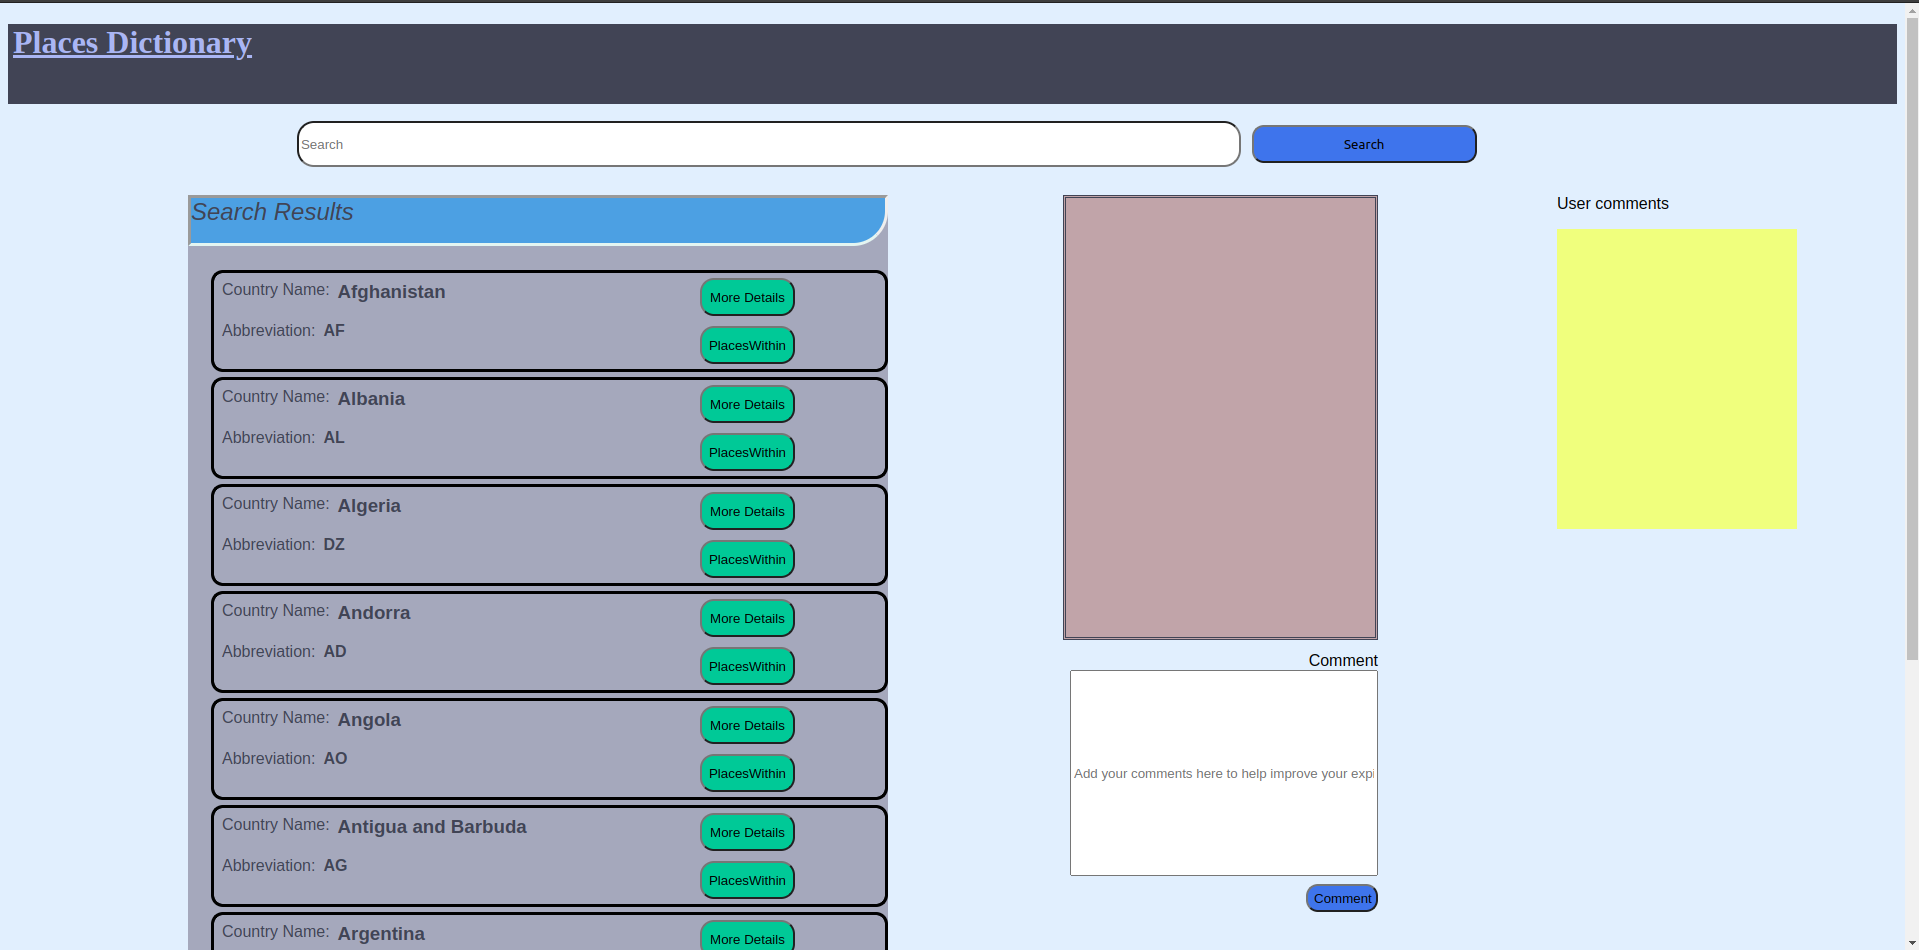 Places Dictionary
Search
Search
Search Results
Country Name: Afghanistan
More Details
Abbreviation: AF
PlacesWithin
Country Name: Albania
More Details
Abbreviation: AL
PlacesWithin
Country Name: Algeria
More Details
Abbreviation: DZ
PlacesWithin
Country Name: Andorra
More Details
Abbreviation: AD
PlacesWithin
Country Name: Angola
More Details
Abbreviation: AO
PlacesWithin
Country Name: Antigua and Barbuda
More Details
Abbreviation: AG
PlacesWithin
Country Name: Argentina
More Details
Comment
Add your comments here to help improve your expi
Comment
User comments